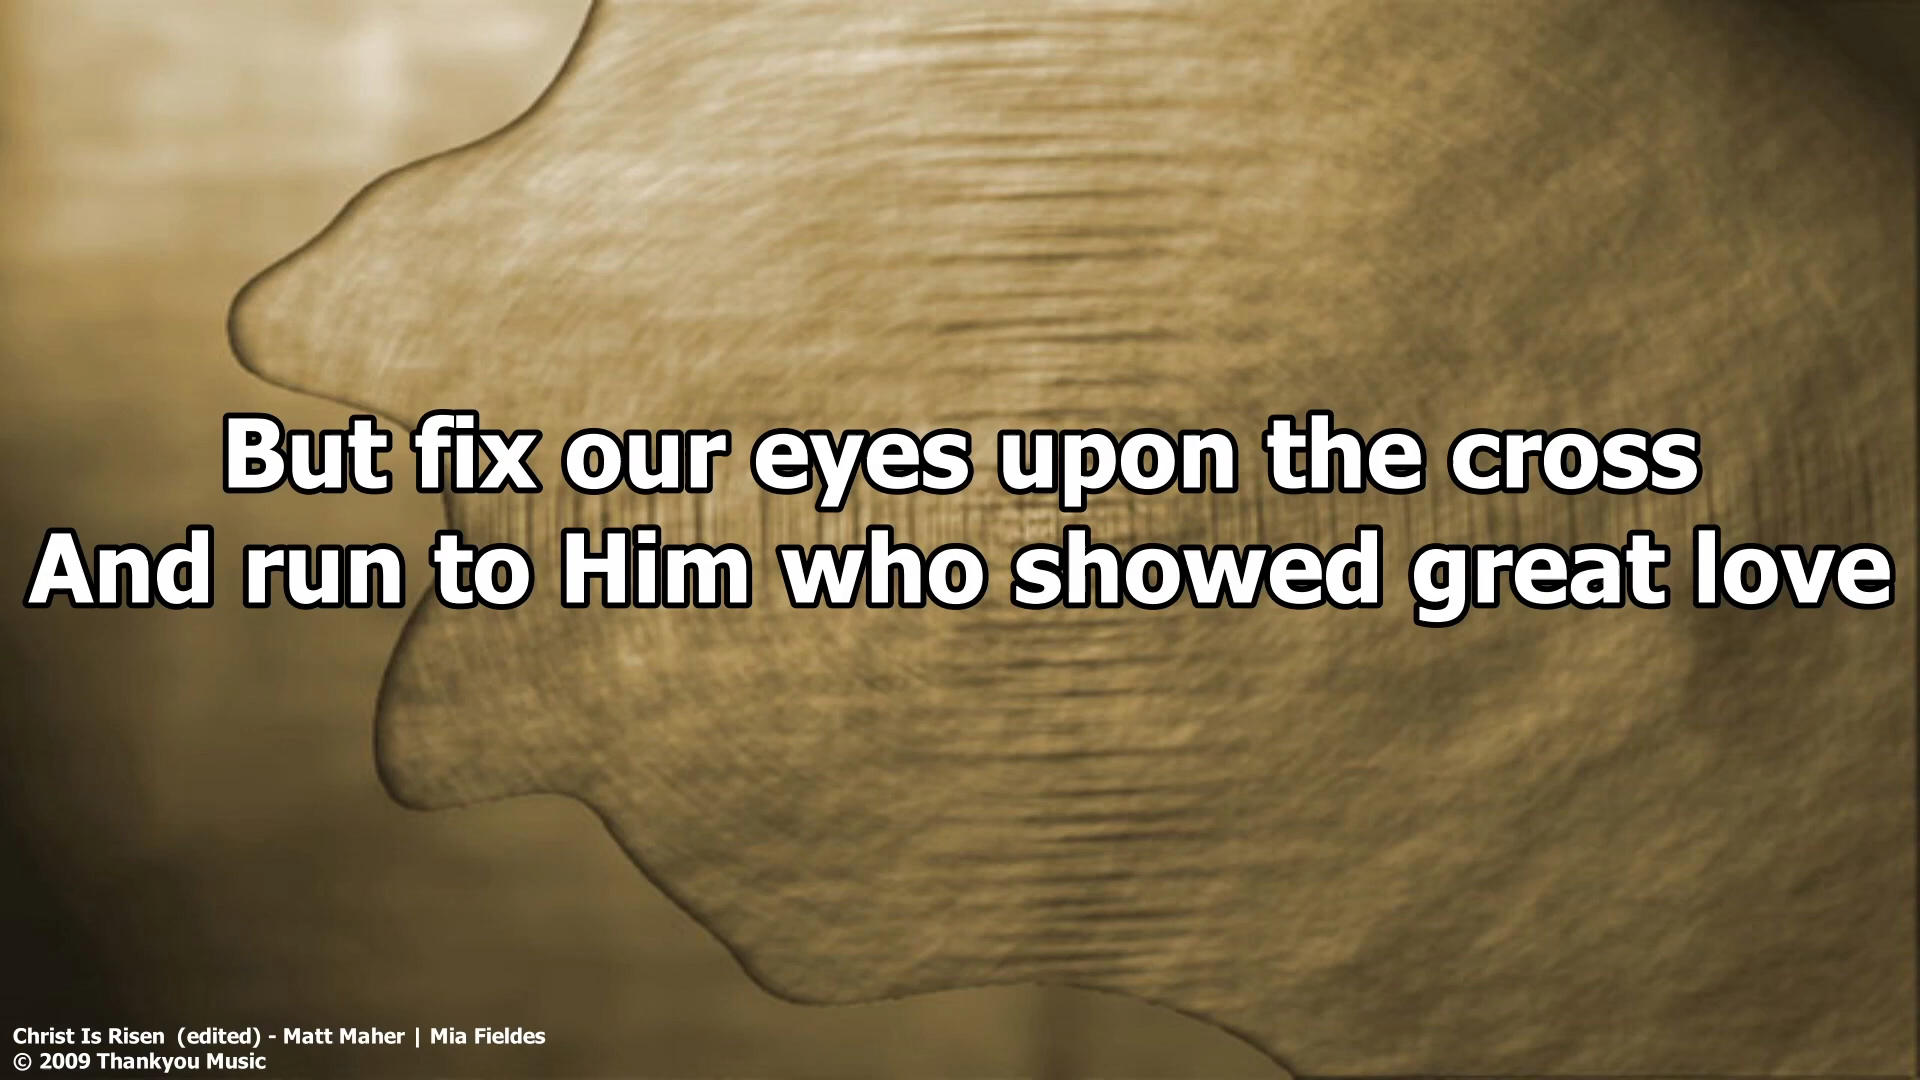 But fix our eyes upon the cross
And run to Him who showed great love
Christ Is Risen  (edited) - Matt Maher | Mia Fieldes
© 2009 Thankyou Music